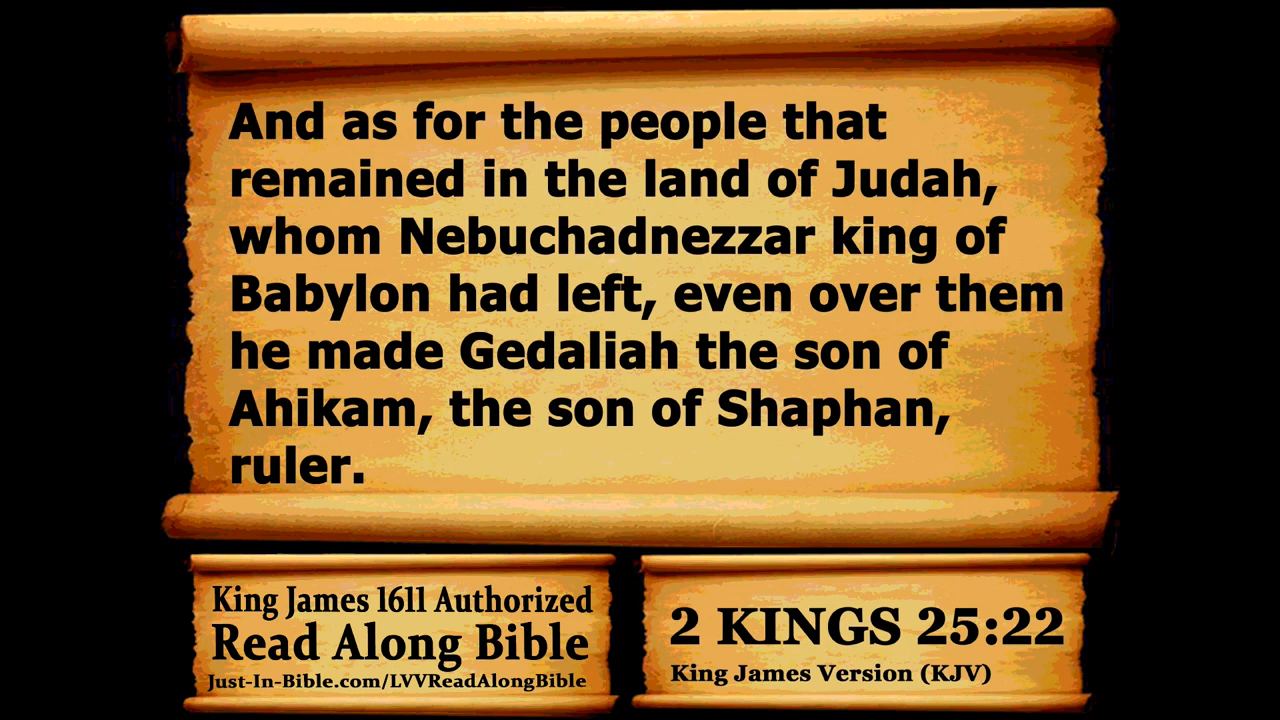 And as for the people that
remained in the land of Judah,
whom Nebuchadnezzar king of
Babylon had left, even over them
he made Gedaliah the son of
Ahikam, the son of Shaphan,
ruler.
King James 1611 Authorized
Read Along Bible
Just-In-Bible.com/LVVReadAlongBible
2 KINGS 25:22
King James Version (KJV)